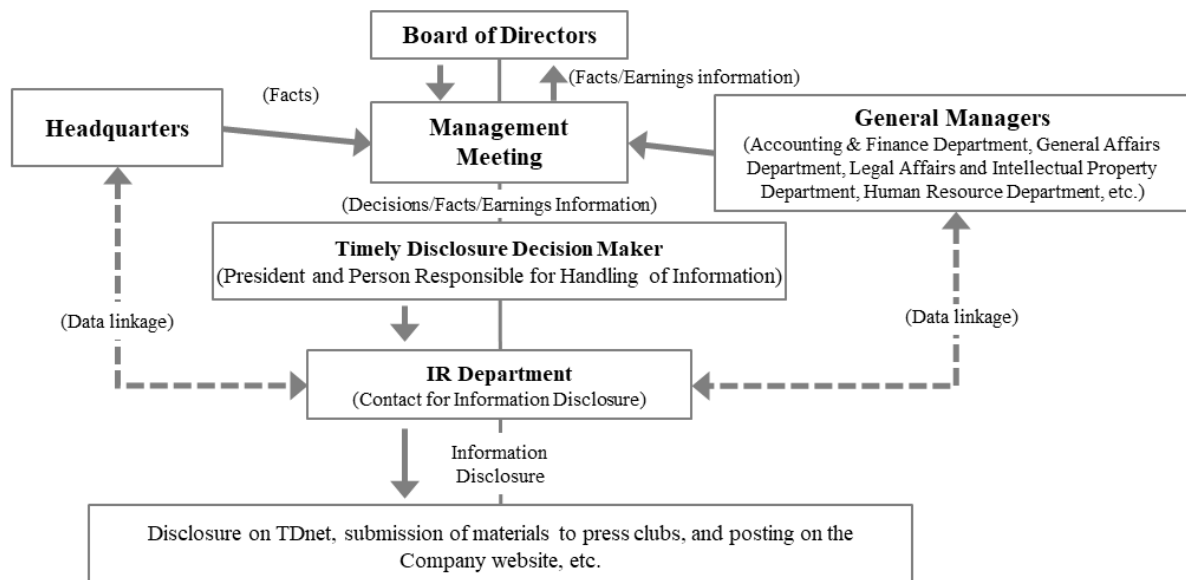 Board of Directors
(Facts/Earnings information)
(Facts)
Headquarters
Management
Meeting
General Managers
(Accounting & Finance Department, General Affairs
Department, Legal Affairs and Intellectual Property
Department, Human Resource Department, etc.)
(Decisions/Facts/Earnings Information)
Timely Disclosure Decision Maker
(President and Person Responsible for Handling of Information)
(Data linkage)
(Data linkage)
IR Department
(Contact for Information Disclosure)
Information
Disclosure
Disclosure on TDnet, submission of materials to press clubs, and posting on the
Company website, etc.